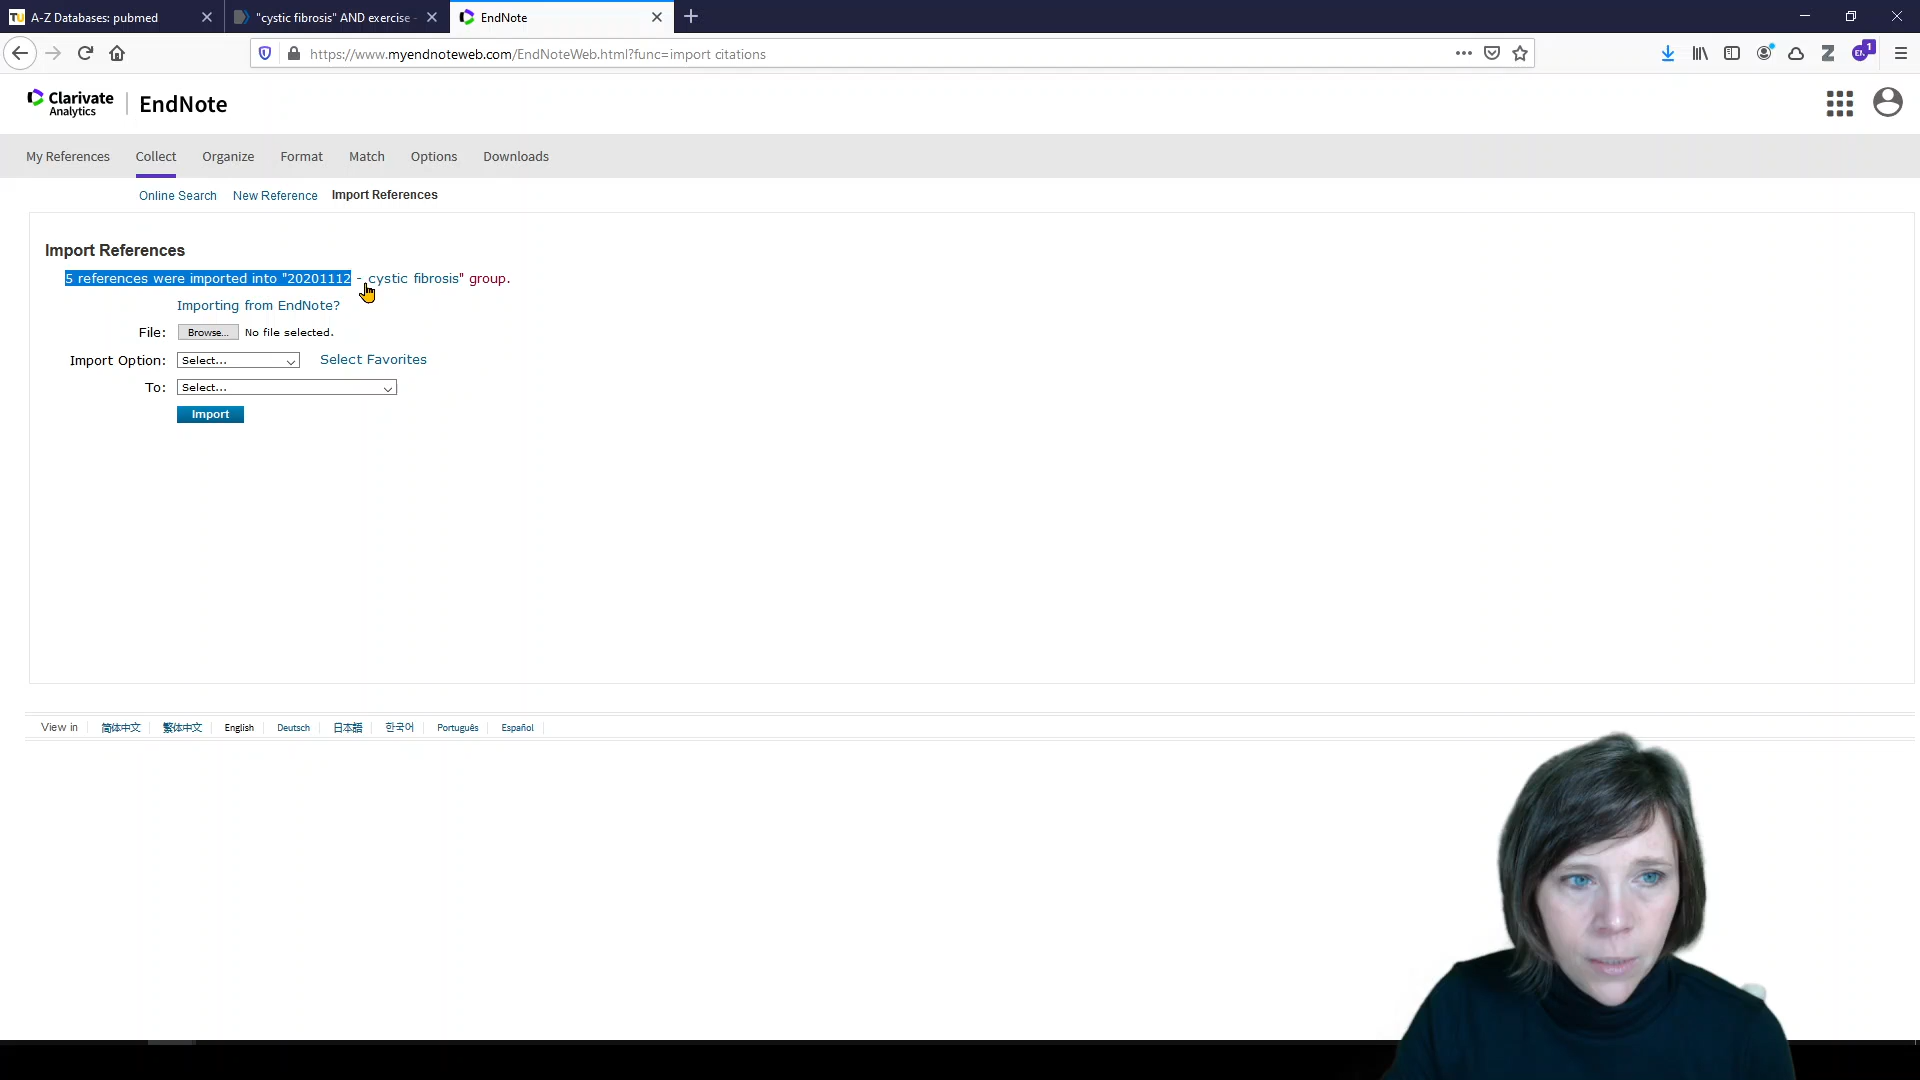 A-Z Databases: pubmed
"cystic fibrosis" AND exercise -
EndNote
https://www.myendnoteweb.com/EndNoteWeb.html?func=import citations
1
Clarivate
Analytics
EndNote
My References
Collect
Organize
Format
Match
Options
Downloads
Online Search
New Reference
Import References
Import References
5 references were imported into "20201112 - cystic fibrosis" group.
Importing from EndNote?
File:
Browse...
No file selected.
Import Option:
Select...
Select Favorites
To:
Select...
Import
View in
简体中文
繁体中文
English
Deutsch
日本語
한국어
Português
Español